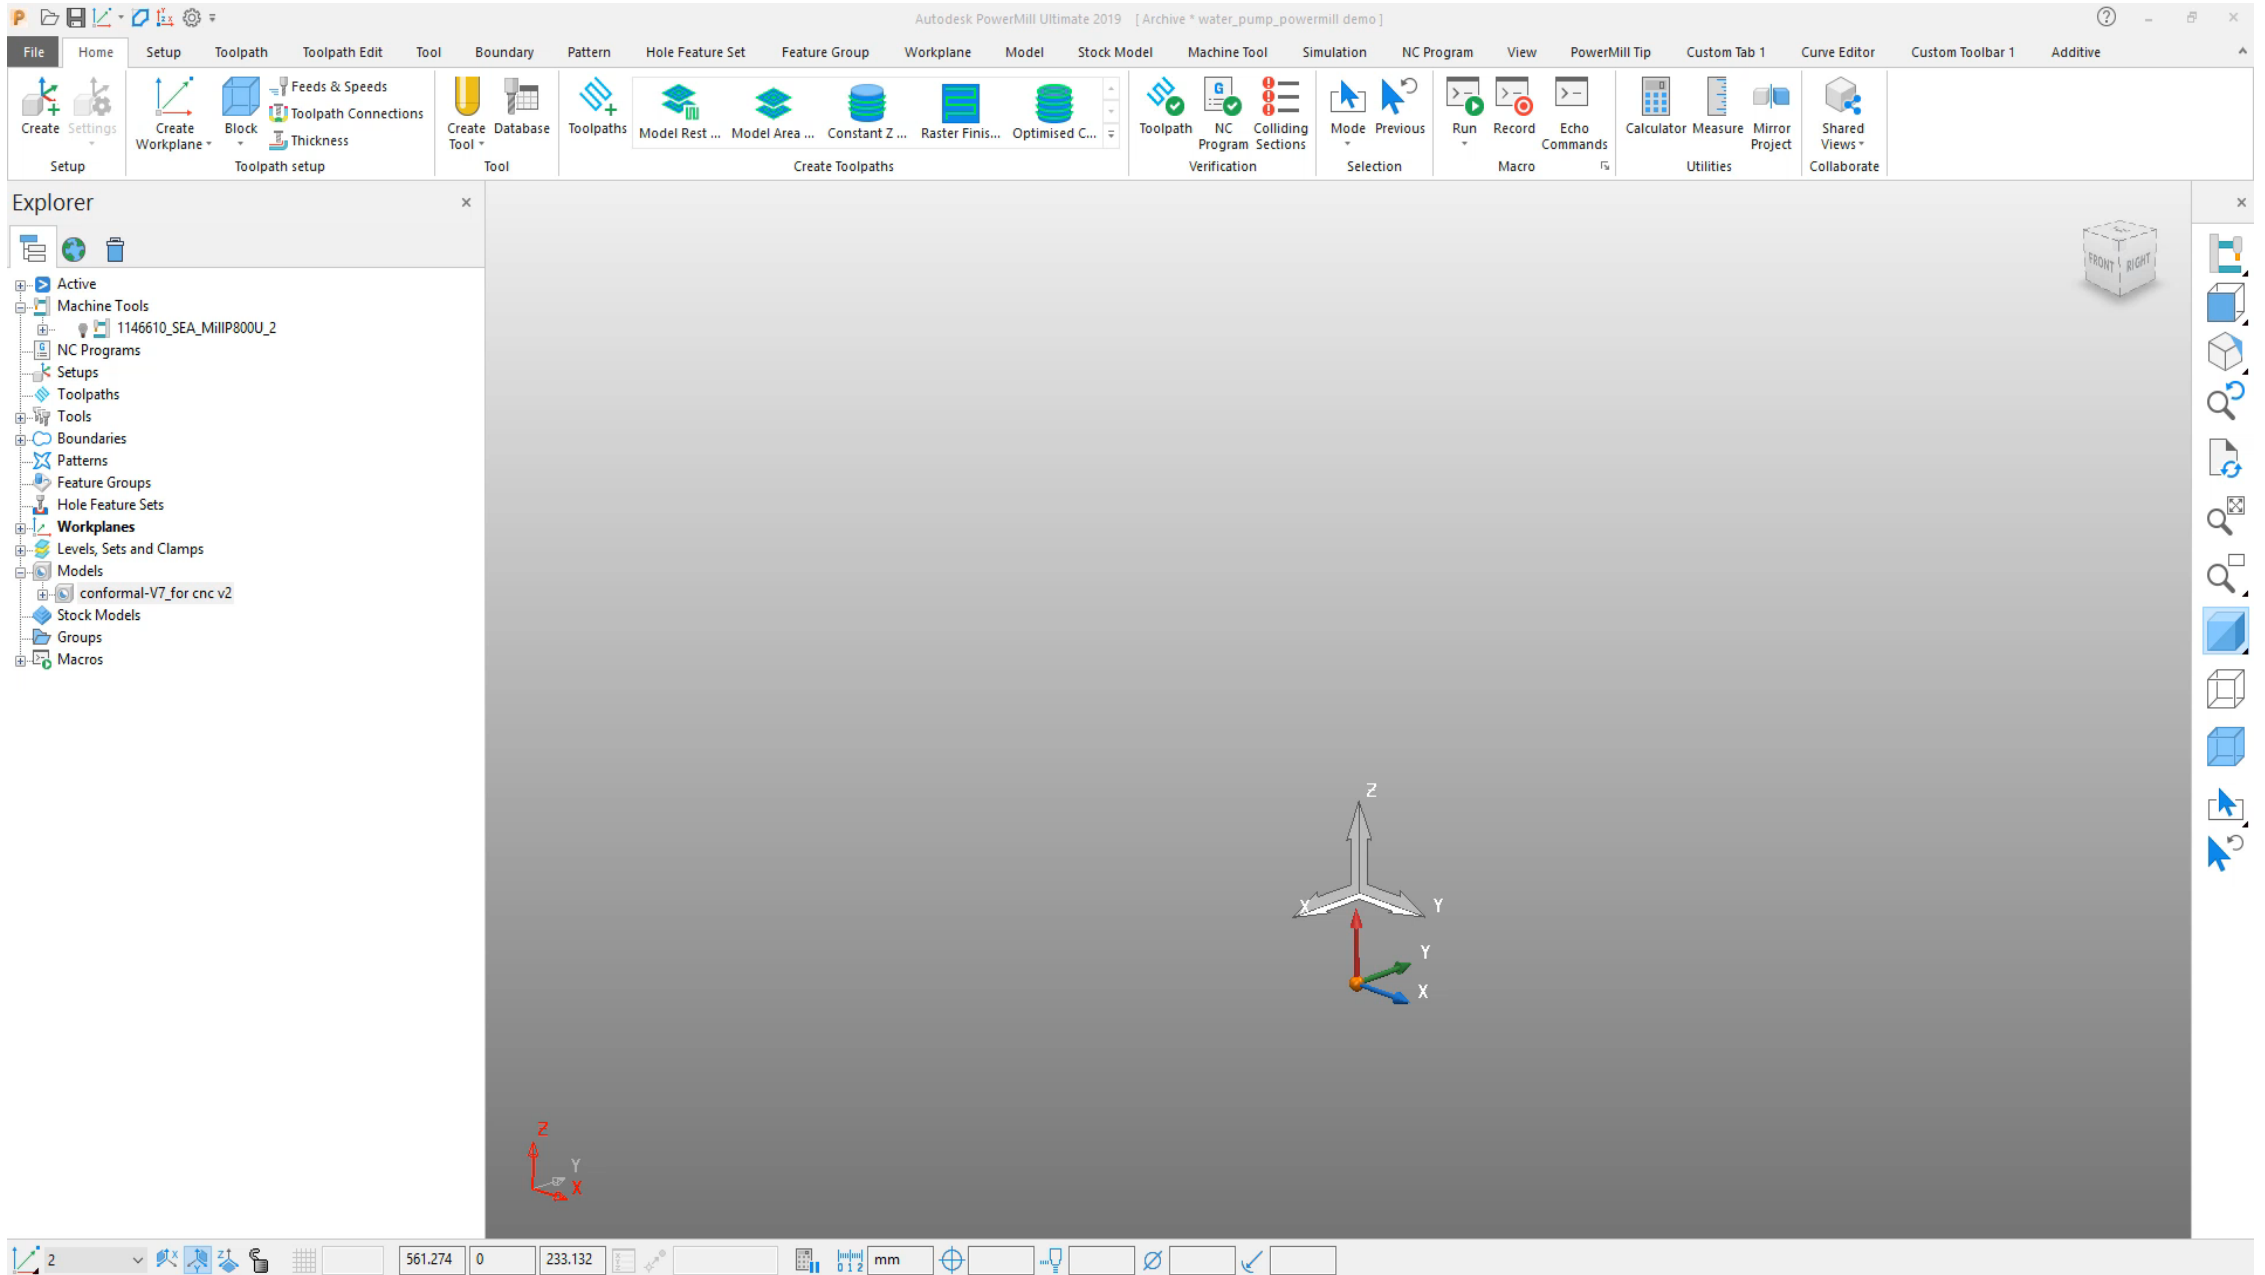 Autodesk PowerMill Ultimate 2019 [ Archive * water_pump_powermill demo ]
File Home Setup Toolpath Toolpath Edit Tool Boundary Pattern Hole Feature Set Feature Group Workplane Model Stock Model Machine Tool Simulation NC Program View PowerMill Tip Custom Tab 1 Curve Editor Custom Toolbar 1 Additive
Create
Settings
Setup
Create Workplane
Block
Feeds & Speeds
Toolpath Connections
Thickness
Toolpath setup
Create Tool
Database
Tool
Toolpaths
Model Rest ...
Model Area ...
Constant Z ...
Raster Finis...
Optimised C...
Create Toolpaths
Toolpath
NC Program
Colliding Sections
Verification
Mode
Previous
Selection
Run
Record
Echo Commands
Macro
Calculator
Measure
Mirror Project
Utilities
Shared Views
Collaborate
Explorer
Active
Machine Tools
1146610_SEA_MillP800U_2
NC Programs
Setups
Toolpaths
Tools
Boundaries
Patterns
Feature Groups
Hole Feature Sets
Workplanes
Levels, Sets and Clamps
Models
conformal-V7_for cnc v2
Stock Models
Groups
Macros
FRONT RIGHT
Z
X Y
Y
X
Z
Y
X
2 561.274 0 233.132 mm